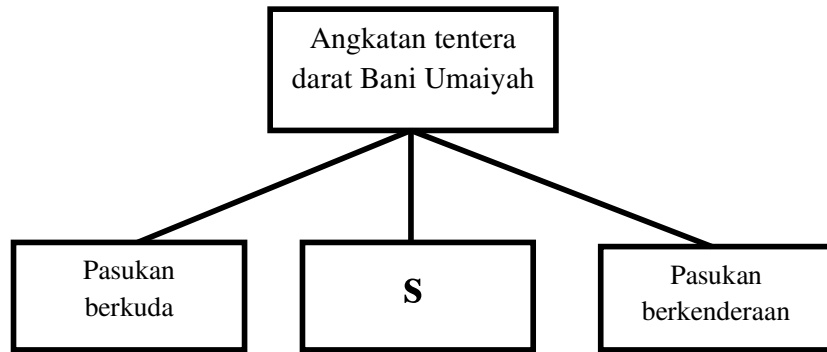 Angkatan tentera
darat Bani Umaiyah
Pasukan
berkuda
S
Pasukan
berkenderaan